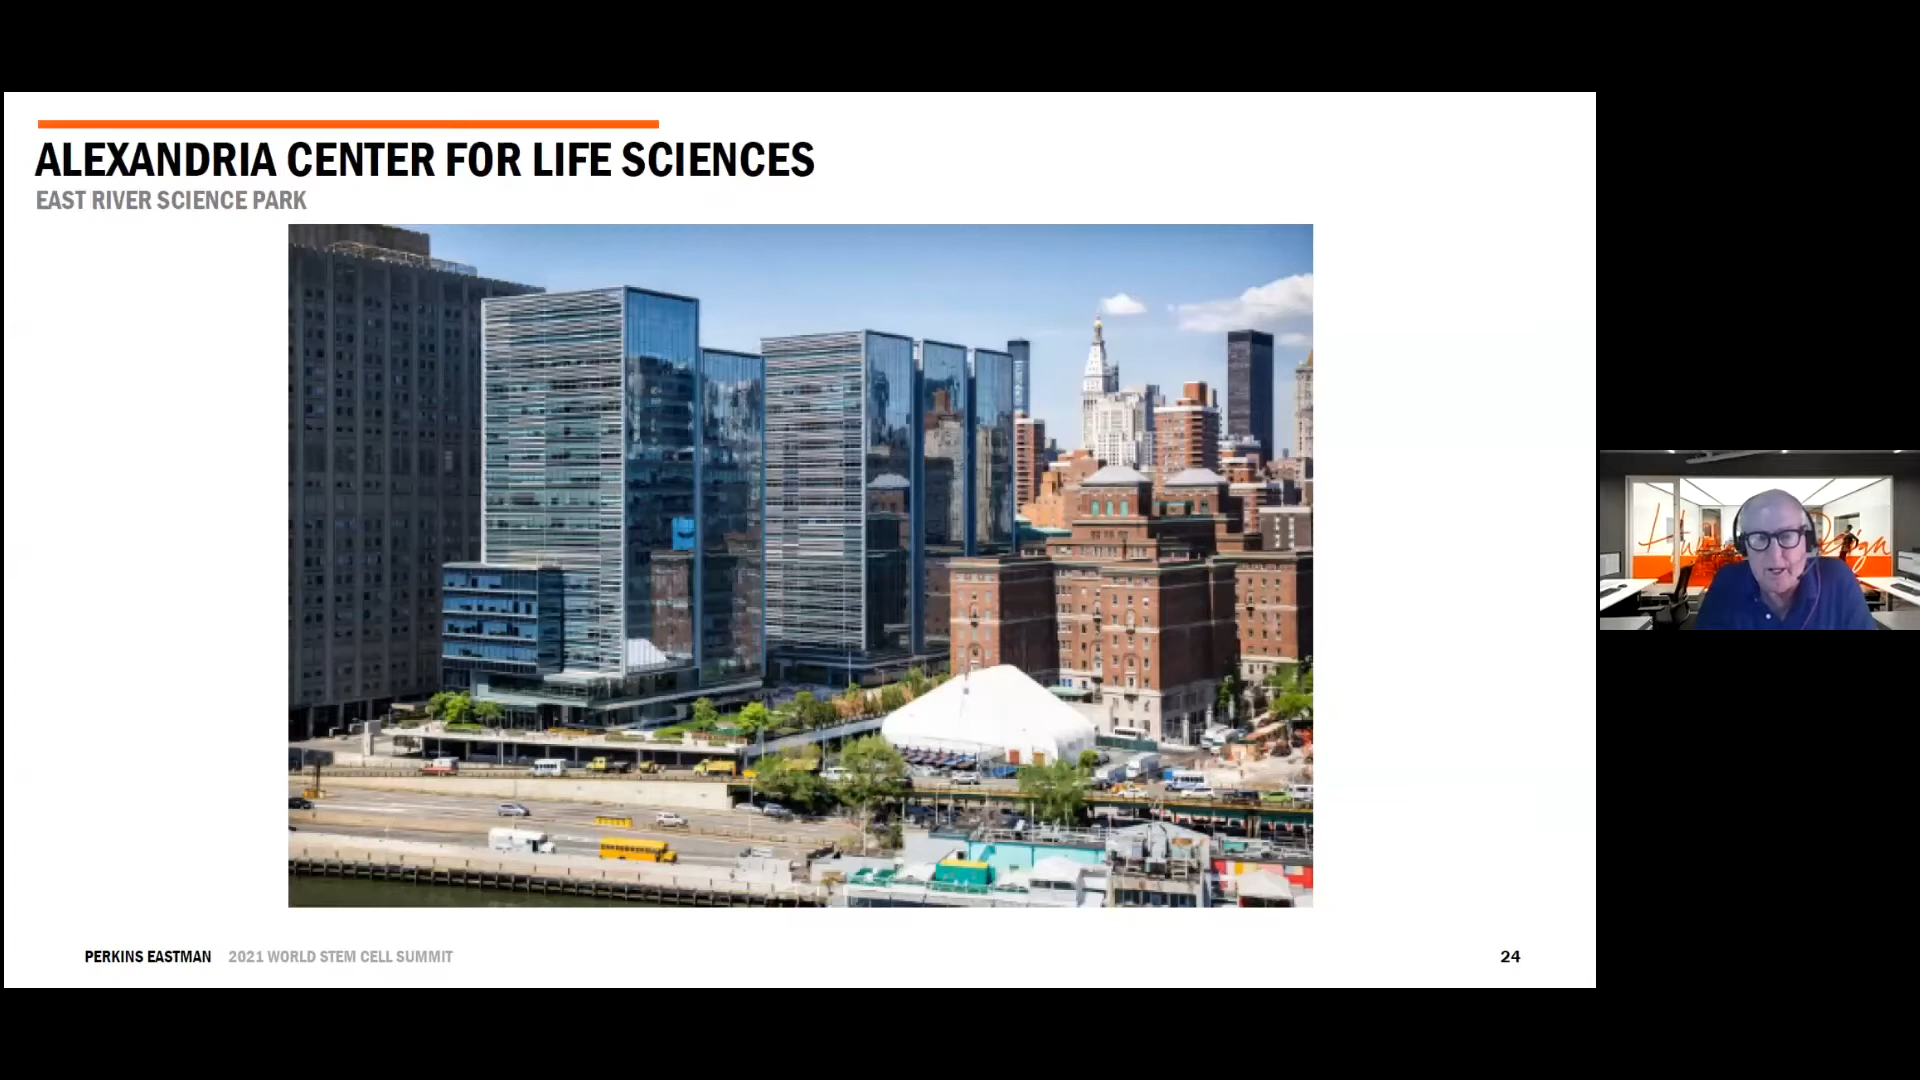 ALEXANDRIA CENTER FOR LIFE SCIENCES
EAST RIVER SCIENCE PARK
PERKINS EASTMAN 2021 WORLD STEM CELL SUMMIT
24